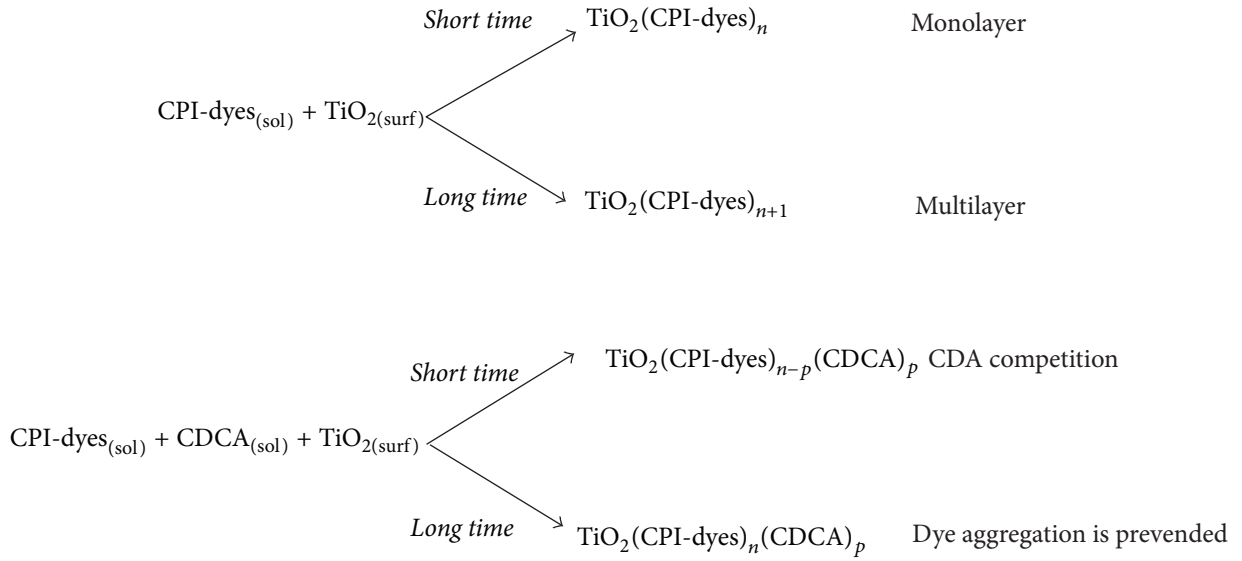 Short time TiO₂(CPI-dyes)ₙ Monolayer
CPI-dyes₍sol₎ + TiO₂₍surf₎
Long time TiO₂(CPI-dyes)ₙ₊₁ Multilayer
Short time TiO₂(CPI-dyes)ₙ₋ₚ(CDCA)ₚ CDA competition
CPI-dyes₍sol₎ + CDCA₍sol₎ + TiO₂₍surf₎
Long time TiO₂(CPI-dyes)ₙ(CDCA)ₚ Dye aggregation is prevended